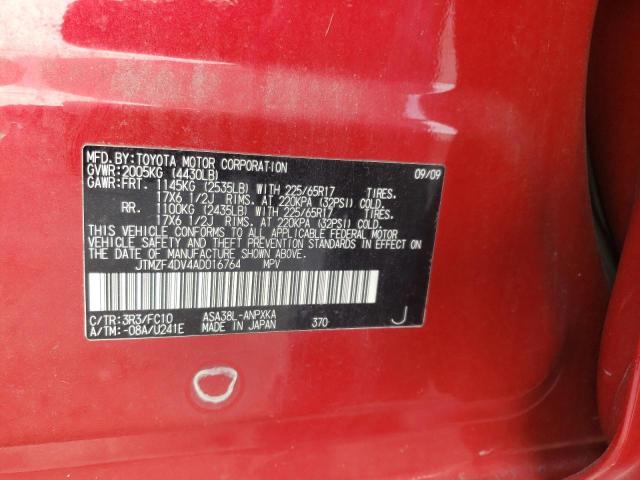 MFD. BY: TOYOTA MOTOR CORPORATION 09/09
GVWR: 2005KG (4430LB)
GAWR: FRT. 1145KG (2535LB) WITH 225/65R17 TIRES.
17X6 1/2J RIMS. AT 220KPA (32PSI) COLD.
RR. 1100KG (2435LB) WITH 225/65R17 TIRES.
17X6 1/2J RIMS. AT 220KPA (32PSI) COLD.
THIS VEHICLE CONFORMS TO ALL APPLICABLE FEDERAL MOTOR
VEHICLE SAFETY AND THEFT PREVENTION STANDARDS IN EFFECT ON
THE DATE OF MANUFACTURE SHOWN ABOVE.
JTMZF4DV4AD016764 MPV
C/TR: 3R3/FC10 ASA38L-ANPXKA
A/TM: -08A/U241E MADE IN JAPAN 370 J